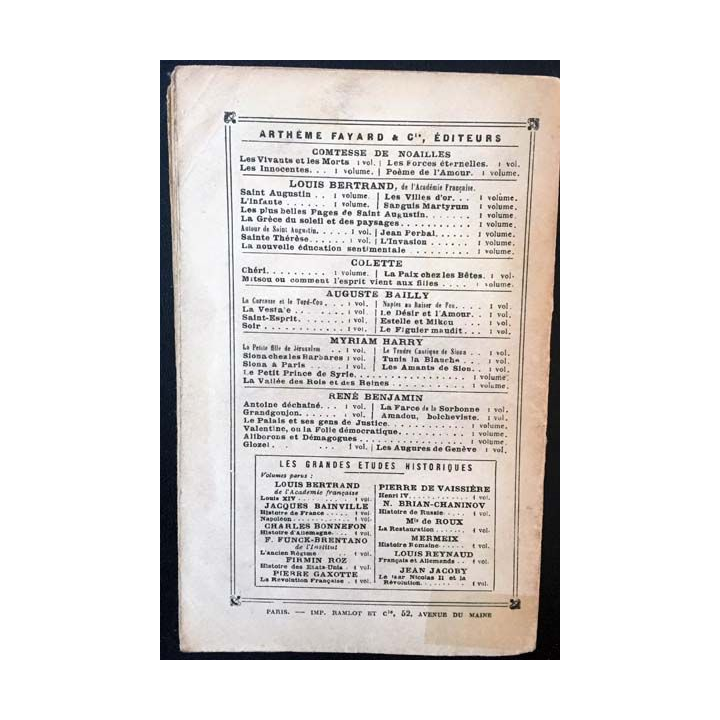 ARTHÈME FAYARD & Cie, ÉDITEURS
COMTESSE DE NOAILLES
Les Vivants et les Morts 1 vol. | Les Forces éternelles. 1 vol.
Les Innocentes. . . 1 volume. | Poème de l'Amour. 1 volume.
LOUIS BERTRAND, de l'Académie Française.
Saint Augustin . . 1 volume. | Les Villes d'or. . . 1 volume.
L'Infante . . . . . . 1 volume. | Sanguis Martyrum 1 volume.
Les plus belles Pages de Saint Augustin. . . . . . . 1 volume.
La Grèce du soleil et des paysages. . . . . . . . . . 1 volume.
Autour de Saint Augustin. . . . . 1 vol. | Jean Perbal. . . . . . 1 volume.
Sainte Thérèse. . . . . . 1 vol. | L'Invasion . . . . . . 1 volume.
La nouvelle éducation sentimentale . . . . . . . . . 1 volume.
COLETTE
Chéri. . . . . . . . . 1 volume. | La Paix chez les Bêtes. 1 vol.
Mitsou ou comment l'esprit vient aux filles . . . . 1 volume.
AUGUSTE BAILLY
La Carcasse et le Tord-Cou. . . . 1 vol. | Naples au Baiser de Feu. . . . 1 vol.
La Vestale . . . . . . . . 1 vol. | Le Désir et l'Amour. . 1 vol.
Saint-Esprit. . . . . . . 1 vol. | Estelle et Mikou . . . 1 vol.
Soir . . . . . . . . . . . 1 vol. | Le Figuier maudit . . 1 vol.
MYRIAM HARRY
La Petite fille de Jérusalem . . 1 vol. | Le Tendre Cantique de Siona . . 1 vol.
Siona chez les Barbares 1 vol. | Tunis la Blanche . . . 1 vol.
Siona à Paris . . . . . 1 vol. | Les Amants de Sion. . 1 vol.
Le Petit Prince de Syrie. . . . . . . . . . . . . . . 1 volume.
La Vallée des Rois et des Reines . . . . . . . . . . 1 volume.
RENÉ BENJAMIN
Antoine déchaîné. . . 1 vol. | La Farce de la Sorbonne 1 vol.
Grandgoujon. . . . . . 1 vol. | Amadou, bolcheviste. 1 vol.
Le Palais et ses gens de Justice. . . . . . . . . . . 1 volume.
Valentine, ou la Folie démocratique. . . . . . . . . 1 volume.
Aliborons et Démagogues . . . . . . . . . . . . . . 1 volume.
Glozel . . . 1 vol. | Les Augures de Genève 1 vol.
LES GRANDES ETUDES HISTORIQUES
Volumes parus :
LOUIS BERTRAND
de l'Académie française
Louis XIV . . . . . . . . . . 1 vol.
JACQUES BAINVILLE
Histoire de France . . . . . 1 vol.
Napoléon . . . . . . . . . . 1 vol.
CHARLES BONNEFON
Histoire d'Allemagne. . . . 1 vol.
F. FUNCK-BRENTANO
de l'Institut
L'ancien Régime . . 1 vol.
FIRMIN ROZ
Histoire des Etats-Unis . . 1 vol.
PIERRE GAXOTTE
La Révolution Française . 1 vol.
PIERRE DE VAISSIÈRE
Henri IV. . . . . . . . . . . 1 vol.
N. BRIAN-CHANINOV
Histoire de Russie. . . . . 1 vol.
Mis de ROUX
La Restauration . . . . . . 1 vol.
MERMEIX
Histoire Romaine. . . . . . 1 vol.
LOUIS REYNAUD
Français et Allemands . . 1 vol.
JEAN JACOBY
Le tsar Nicolas II et la
Révolution. . . . . . . . . 1 vol.
PARIS. — IMP. RAMLOT ET Cie, 52, AVENUE DU MAINE